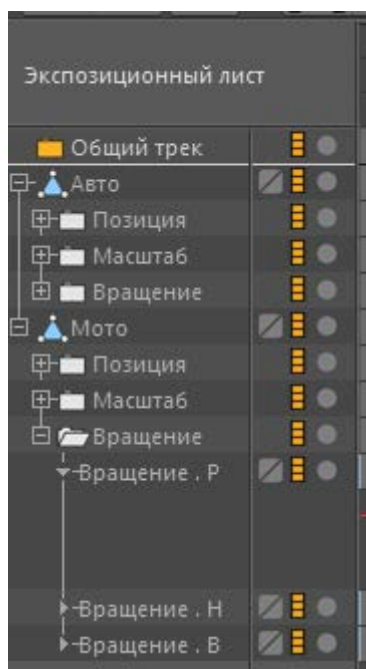 Экспозиционный лист
Общий трек
Авто
Позиция
Масштаб
Вращение
Мото
Позиция
Масштаб
Вращение
Вращение . P
Вращение . H
Вращение . B